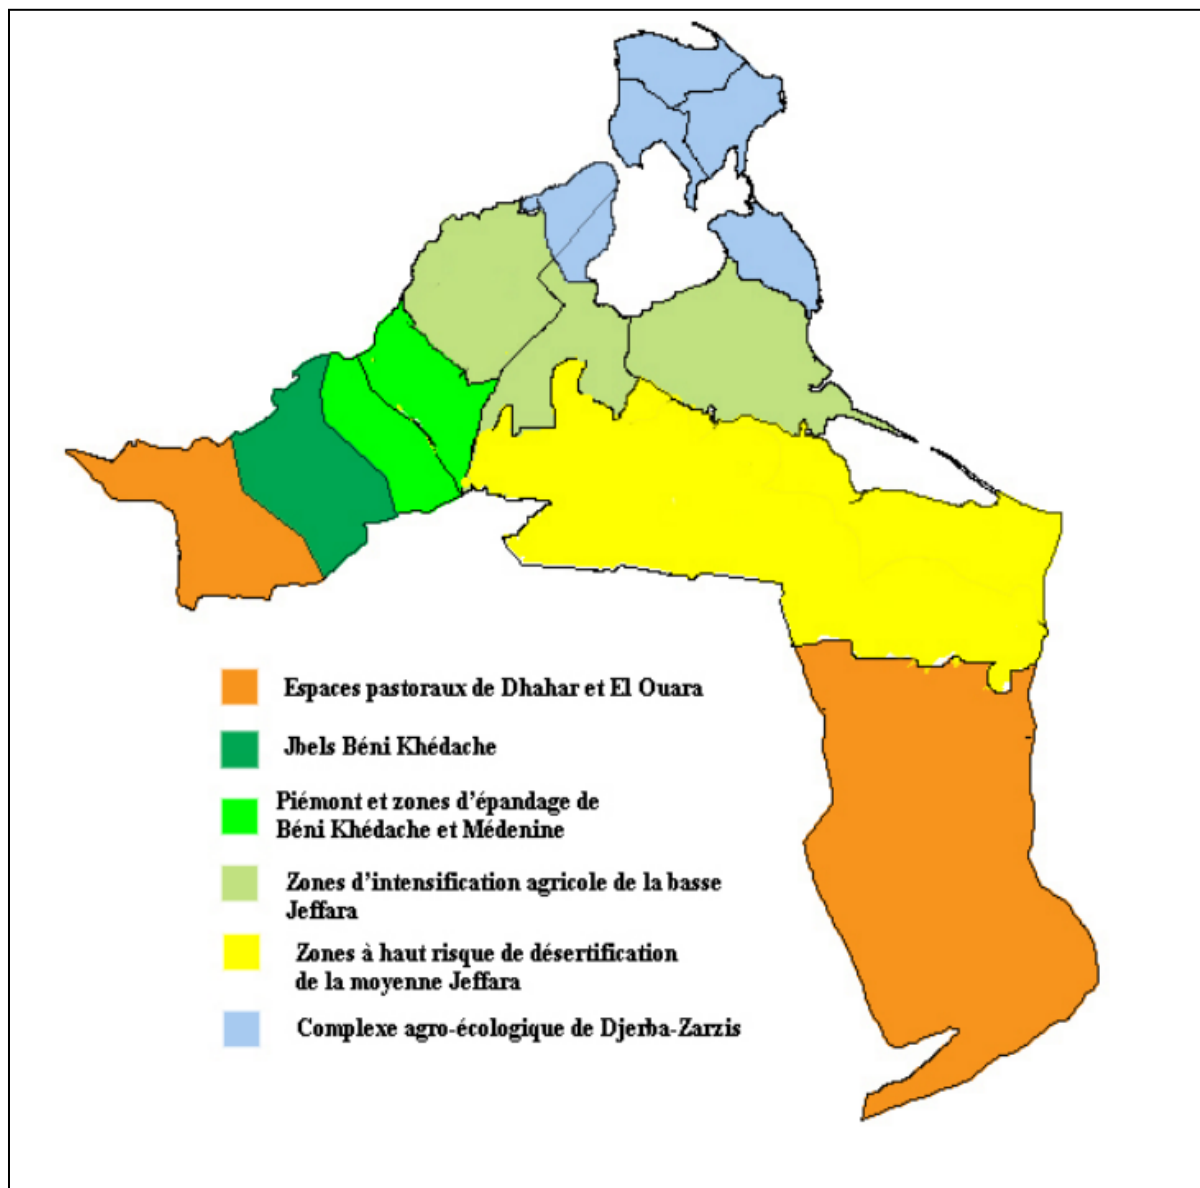 Espaces pastoraux de Dhahar et El Ouara
Jbels Béni Khédache
Piémont et zones d'épandage de
Béni Khédache et Médenine
Zones d'intensification agricole de la basse
Jeffara
Zones à haut risque de désertification
de la moyenne Jeffara
Complexe agro-écologique de Djerba-Zarzis